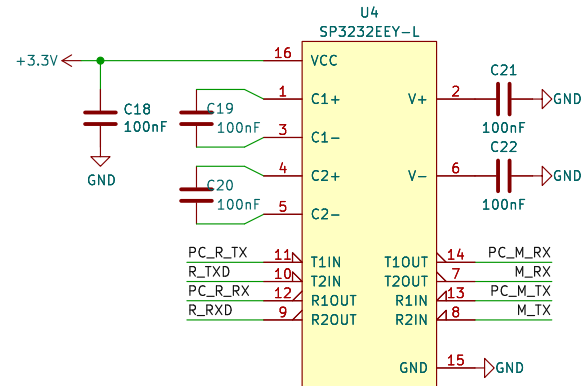 U4
SP3232EEY-L
+3.3V
16
VCC
C18
100nF
GND
1
C1+
C19
100nF
3
C1-
4
C2+
C20
100nF
5
C2-
V+
2
C21
100nF
GND
V-
6
C22
100nF
GND
PC_R_TX
11
T1IN
T1OUT
14
PC_M_RX
R_TXD
10
T2IN
T2OUT
7
M_RX
PC_R_RX
12
R1OUT
R1IN
13
PC_M_TX
R_RXD
9
R2OUT
R2IN
8
M_TX
GND
15
GND